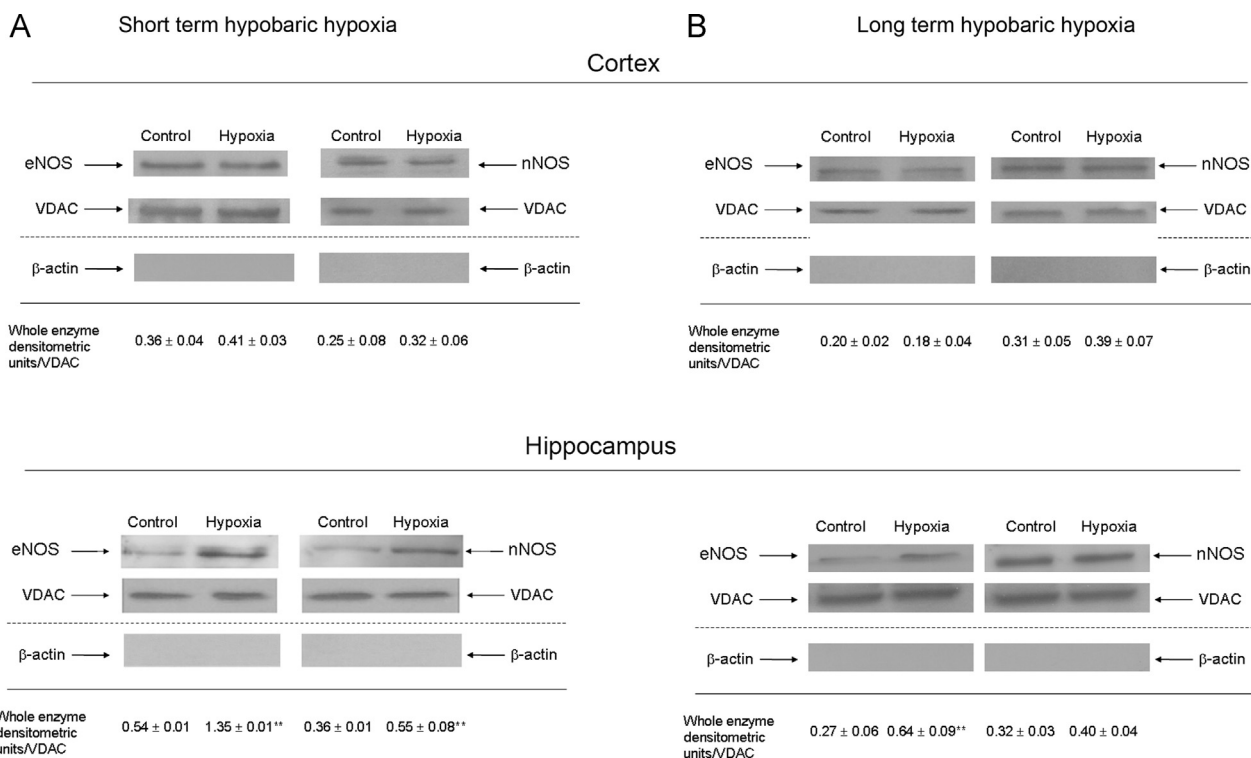 A Short term hypobaric hypoxia B Long term hypobaric hypoxia
Cortex
Control Hypoxia Control Hypoxia Control Hypoxia Control Hypoxia
eNOS nNOS eNOS nNOS
VDAC VDAC VDAC VDAC
β-actin β-actin β-actin β-actin
Whole enzyme
densitometric
units/VDAC
0.36 ± 0.04 0.41 ± 0.03 0.25 ± 0.08 0.32 ± 0.06
Whole enzyme
densitometric
units/VDAC
0.20 ± 0.02 0.18 ± 0.04 0.31 ± 0.05 0.39 ± 0.07
Hippocampus
Control Hypoxia Control Hypoxia Control Hypoxia Control Hypoxia
eNOS nNOS eNOS nNOS
VDAC VDAC VDAC VDAC
β-actin β-actin β-actin β-actin
Whole enzyme
densitometric
units/VDAC
0.54 ± 0.01 1.35 ± 0.01** 0.36 ± 0.01 0.55 ± 0.08**
Whole enzyme
densitometric
units/VDAC
0.27 ± 0.06 0.64 ± 0.09** 0.32 ± 0.03 0.40 ± 0.04